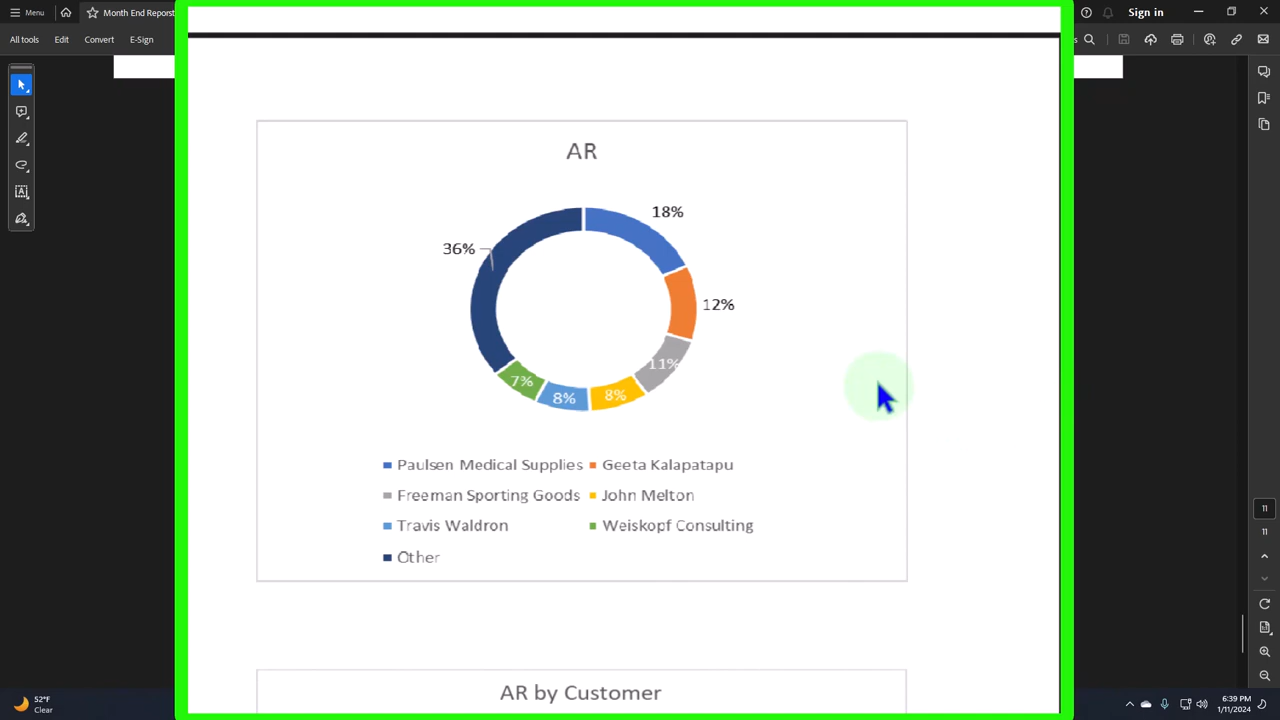 Menu
Month End Report
Sign in
All tools
Edit
Convert
E-Sign
AR
18%
36%
12%
11%
7%
8%
8%
Paulsen Medical Supplies
Geeta Kalapatapu
Freeman Sporting Goods
John Melton
Travis Waldron
Weiskopf Consulting
Other
11
11
AR by Customer
52°F
Clear
6:39 PM
1/11/2024